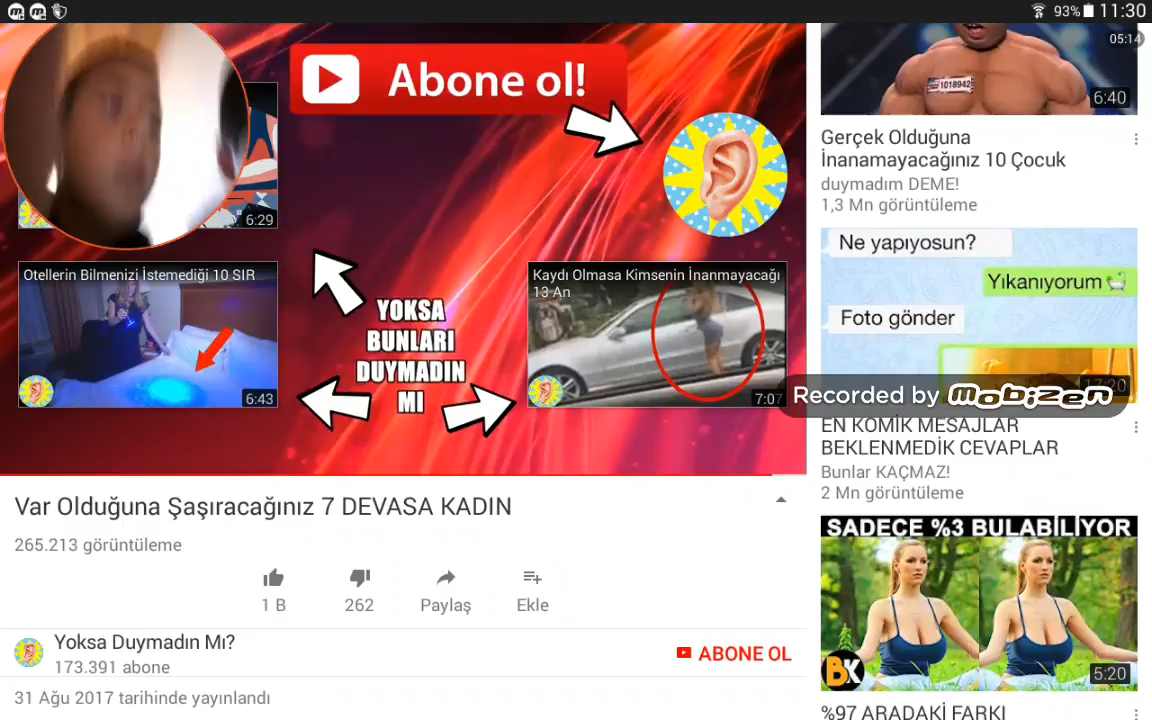 93% 11:30
05:14
Abone ol!
6:29
Otellerin Bilmenizi İstemediği 10 SIR
6:43
YOKSA
BUNLARI
DUYMADIN
MI
Kaydı Olmasa Kimsenin İnanmayacağı
13 An
7:07
Var Olduğuna Şaşıracağınız 7 DEVASA KADIN
265.213 görüntüleme
1 B
262
Paylaş
Ekle
Yoksa Duymadın Mı?
173.391 abone
ABONE OL
31 Ağu 2017 tarihinde yayınlandı
1018942
6:40
Gerçek Olduğuna
İnanamayacağınız 10 Çocuk
duymadım DEME!
1,3 Mn görüntüleme
Ne yapıyosun?
Yıkanıyorum
Foto gönder
17:20
Recorded by mobizen
EN KOMİK MESAJLAR
BEKLENMEDİK CEVAPLAR
Bunlar KAÇMAZ!
2 Mn görüntüleme
SADECE %3 BULABİLİYOR
BK
5:20
%97 ARADAKİ FARKI